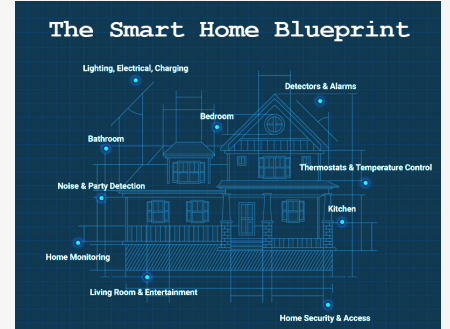 The Smart Home Blueprint
Lighting, Electrical, Charging
Detectors & Alarms
Bedroom
Bathroom
Thermostats & Temperature Control
Noise & Party Detection
Kitchen
Home Monitoring
Living Room & Entertainment
Home Security & Access